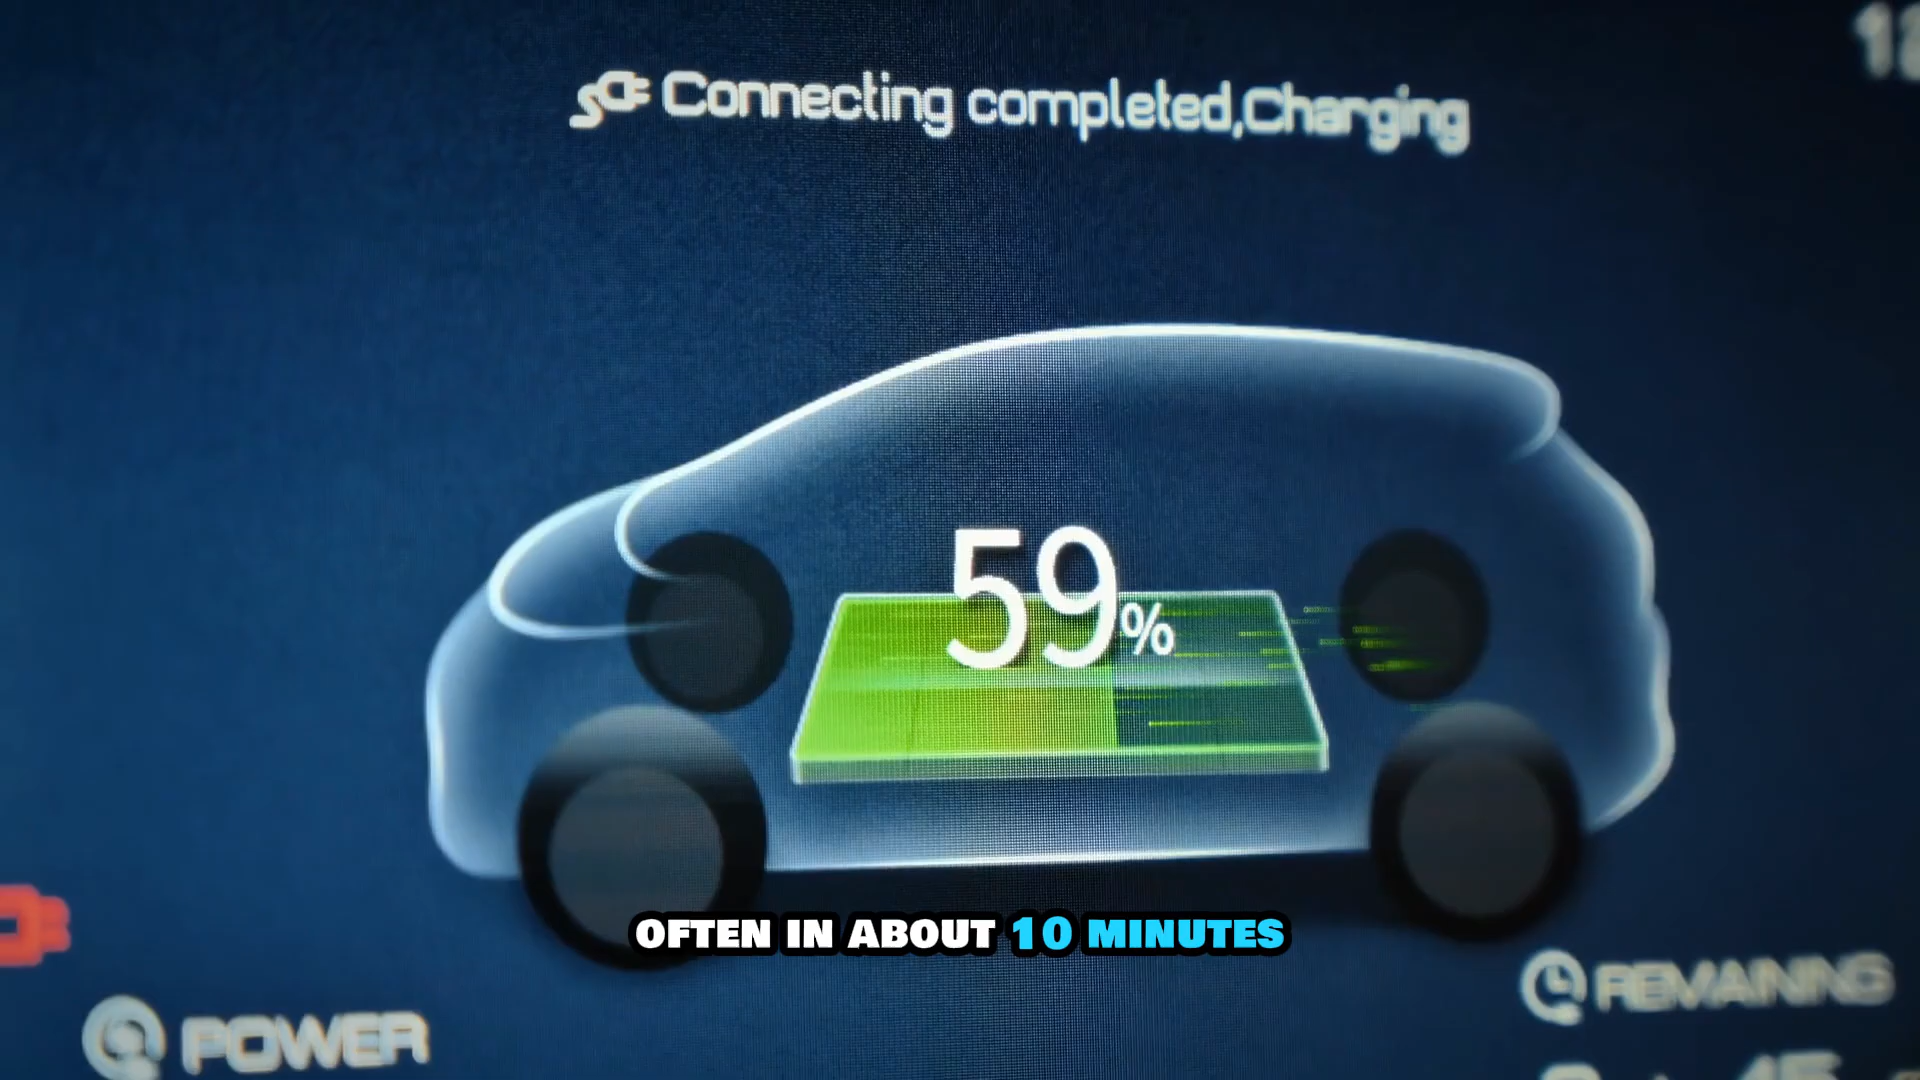 Connecting completed,Charging
59%
OFTEN IN ABOUT 10 MINUTES
REMAINING
POWER